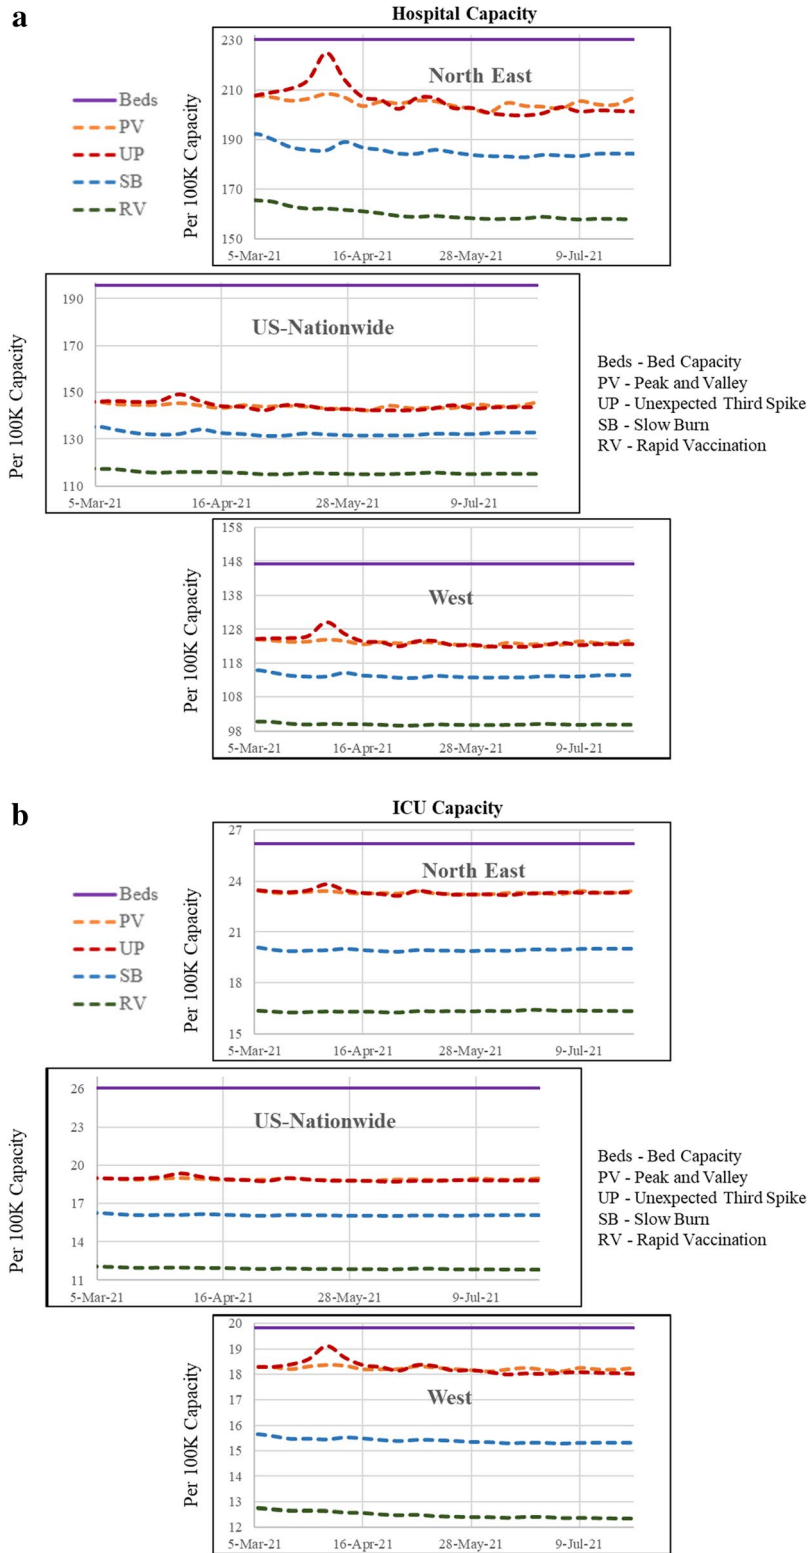 a
Hospital Capacity
Beds
PV
UP
SB
RV
Per 100K Capacity
230
210
190
170
150
North East
5-Mar-21 16-Apr-21 28-May-21 9-Jul-21
Per 100K Capacity
190
170
150
130
110
US-Nationwide
5-Mar-21 16-Apr-21 28-May-21 9-Jul-21
Beds - Bed Capacity
PV - Peak and Valley
UP - Unexpected Third Spike
SB - Slow Burn
RV - Rapid Vaccination
Per 100K Capacity
158
148
138
128
118
108
98
West
5-Mar-21 16-Apr-21 28-May-21 9-Jul-21
b
ICU Capacity
Beds
PV
UP
SB
RV
Per 100K Capacity
27
24
21
18
15
North East
5-Mar-21 16-Apr-21 28-May-21 9-Jul-21
Per 100K Capacity
26
23
20
17
14
11
US-Nationwide
5-Mar-21 16-Apr-21 28-May-21 9-Jul-21
Beds - Bed Capacity
PV - Peak and Valley
UP - Unexpected Third Spike
SB - Slow Burn
RV - Rapid Vaccination
Per 100K Capacity
20
19
18
17
16
15
14
13
12
West
5-Mar-21 16-Apr-21 28-May-21 9-Jul-21